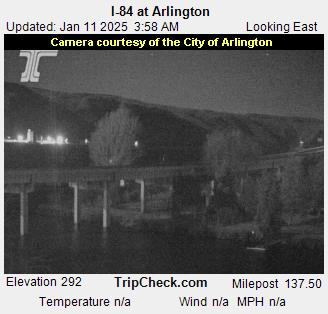 I-84 at Arlington
Updated: Jan 11 2025 3:58 AM Looking East
Camera courtesy of the City of Arlington
Elevation 292 TripCheck.com Milepost 137.50
Temperature n/a Wind n/a MPH n/a